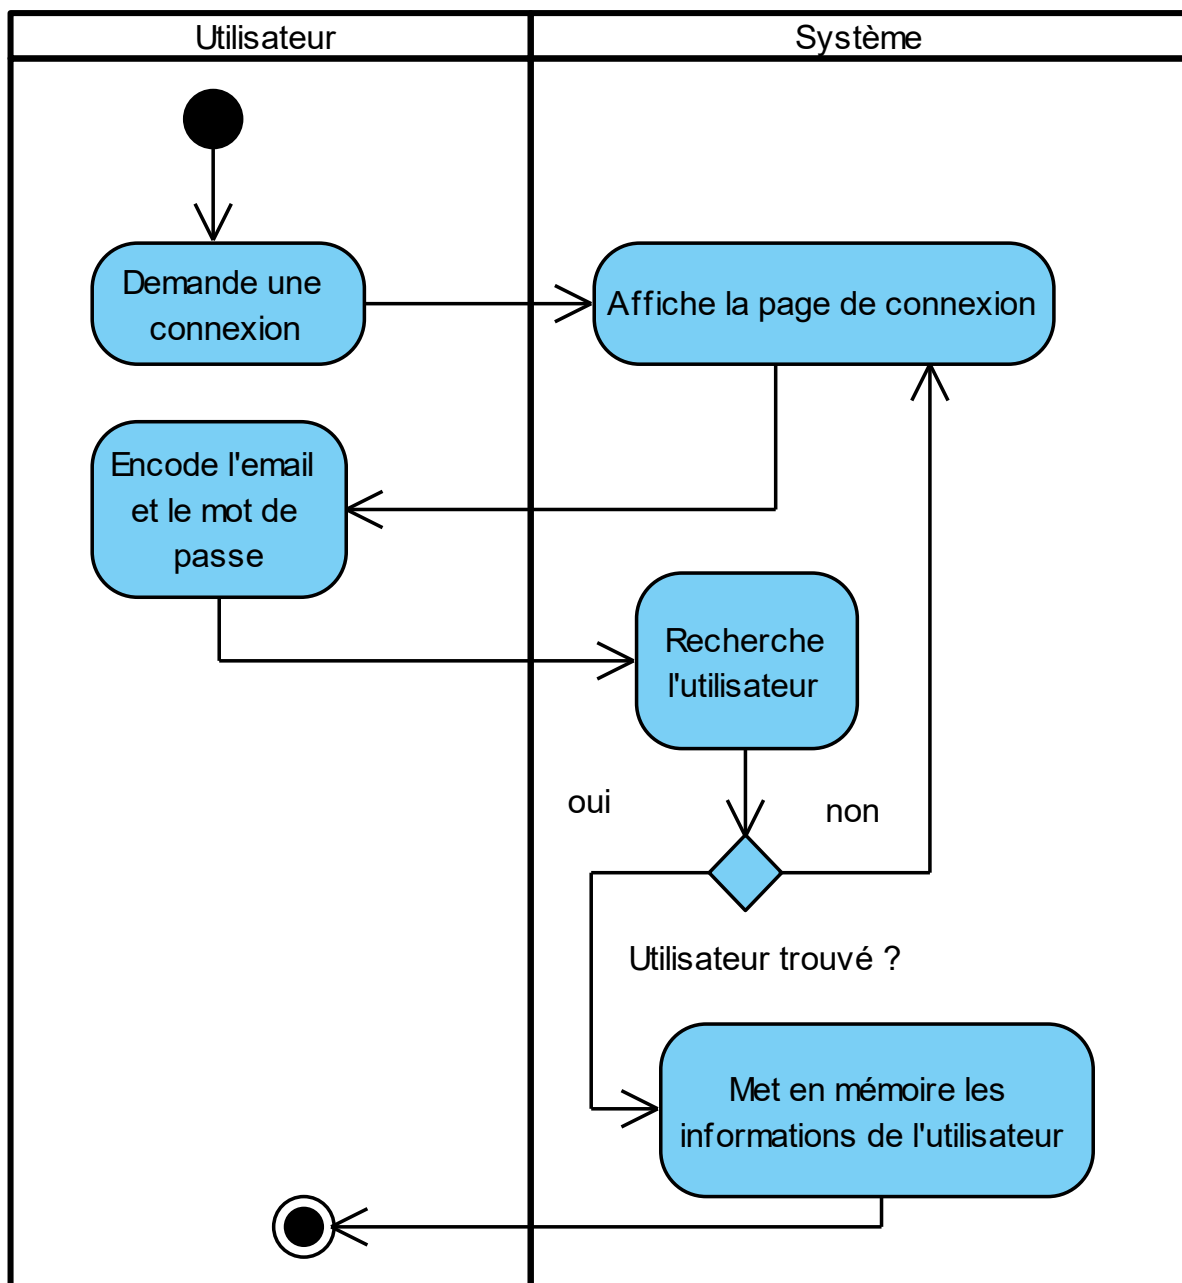 Utilisateur
Système
Demande une
connexion
Affiche la page de connexion
Encode l'email
et le mot de
passe
Recherche
l'utilisateur
oui
non
Utilisateur trouvé ?
Met en mémoire les
informations de l'utilisateur